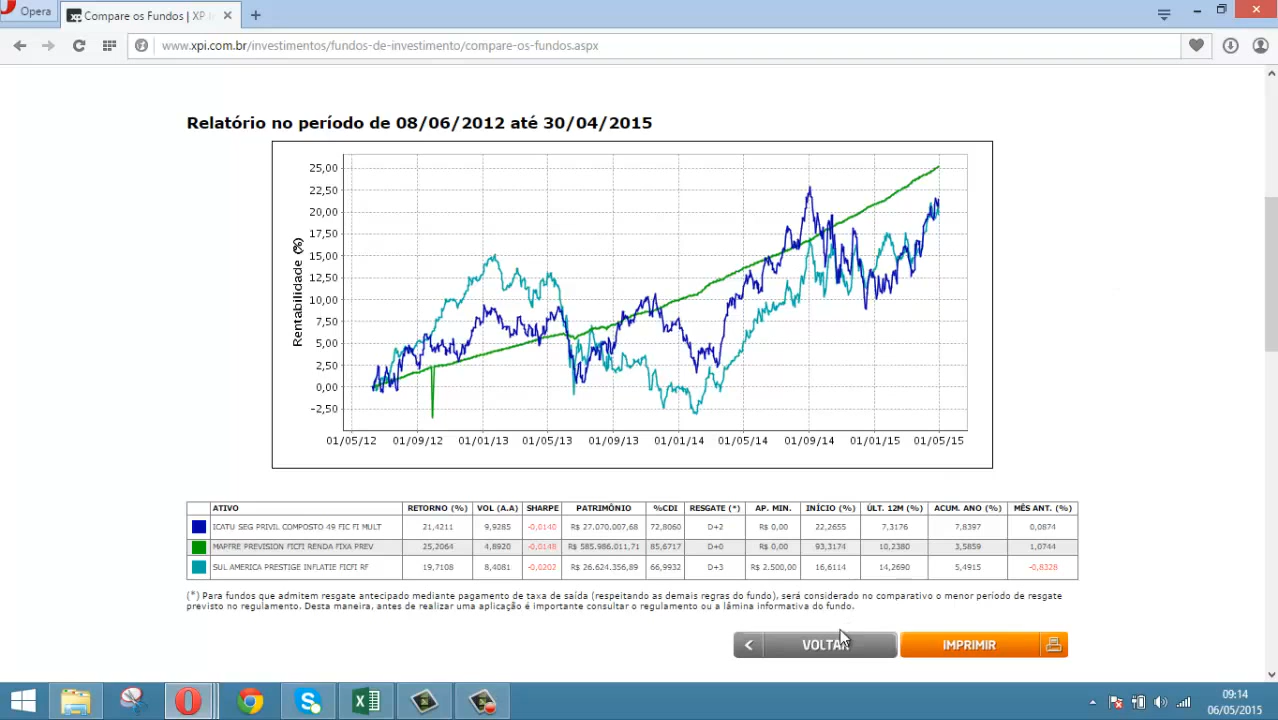 Opera
Compare os Fundos | XP In
www.xpi.com.br/investimentos/fundos-de-investimento/compare-os-fundos.aspx
Relatório no período de 08/06/2012 até 30/04/2015
Rentabilidade (%)
25,00
22,50
20,00
17,50
15,00
12,50
10,00
7,50
5,00
2,50
0,00
-2,50
01/05/12 01/09/12 01/01/13 01/05/13 01/09/13 01/01/14 01/05/14 01/09/14 01/01/15 01/05/15
ATIVO RETORNO (%) VOL (A.A) SHARPE PATRIMÔNIO %CDI RESGATE (*) AP. MIN. INÍCIO (%) ÚLT. 12M (%) ACUM. ANO (%) MÊS ANT. (%)
ICATU SEG PRIVIL COMPOSTO 49 FIC FI MULT 21,4211 9,9285 -0,0140 R$ 27.070.007,68 72,8060 D+2 R$ 0,00 22,2655 7,3176 7,8397 0,0874
MAPFRE PREVISION FICFI RENDA FIXA PREV 25,2064 4,8920 -0,0148 R$ 585.986.011,71 85,6717 D+0 R$ 0,00 93,3174 10,2380 3,5859 1,0744
SUL AMERICA PRESTIGE INFLATIE FICFI RF 19,7108 8,4081 -0,0202 R$ 26.624.356,89 66,9932 D+3 R$ 2.500,00 16,6114 14,2690 5,4915 -0,8328
(*) Para fundos que admitem resgate antecipado mediante pagamento de taxa de saída (respeitando as demais regras do fundo), será considerado no comparativo o menor período de resgate
previsto no regulamento. Desta maneira, antes de realizar uma aplicação é importante consultar o regulamento ou a lâmina informativa do fundo.
VOLTAR IMPRIMIR
09:14
06/05/2015